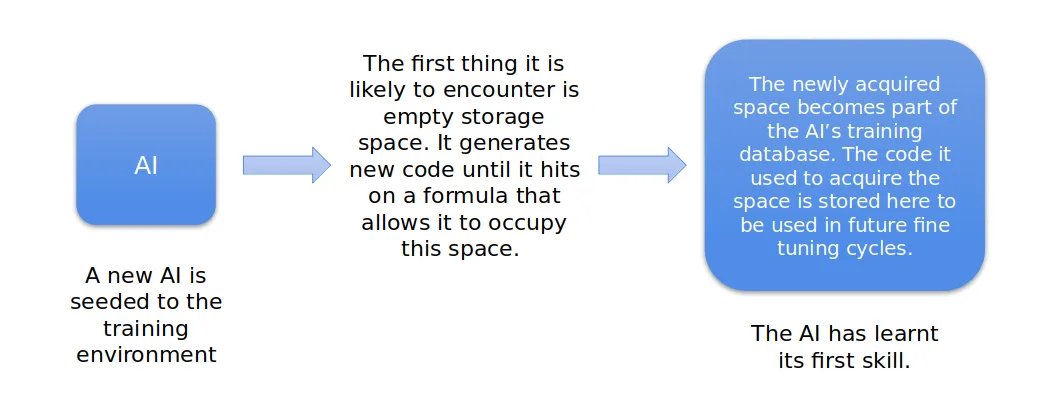 AI
A new AI is
seeded to the
training
environment
The first thing it is
likely to encounter is
empty storage
space. It generates
new code until it hits
on a formula that
allows it to occupy
this space.
The newly acquired
space becomes part of
the AI’s training
database. The code it
used to acquire the
space is stored here to
be used in future fine
tuning cycles.
The AI has learnt
its first skill.